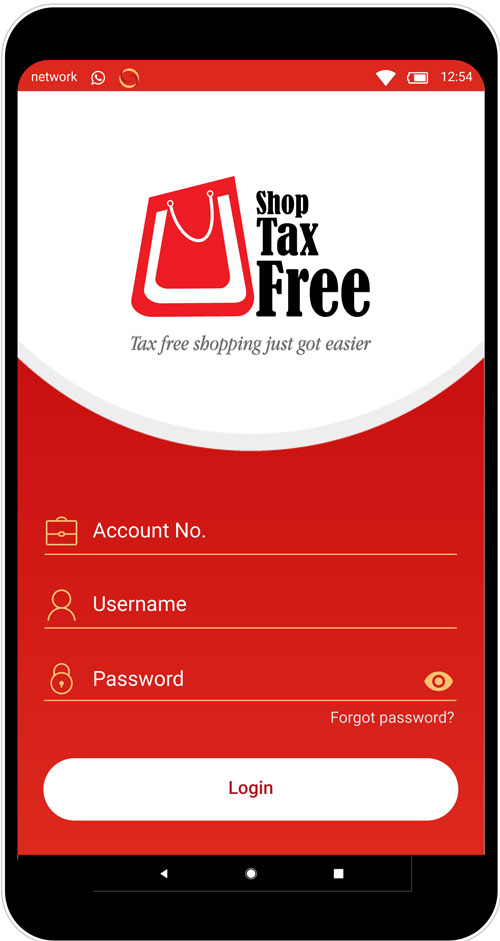 network 12:54
Shop
Tax
Free
Tax free shopping just got easier
Account No.
Username
Password
Forgot password?
Login